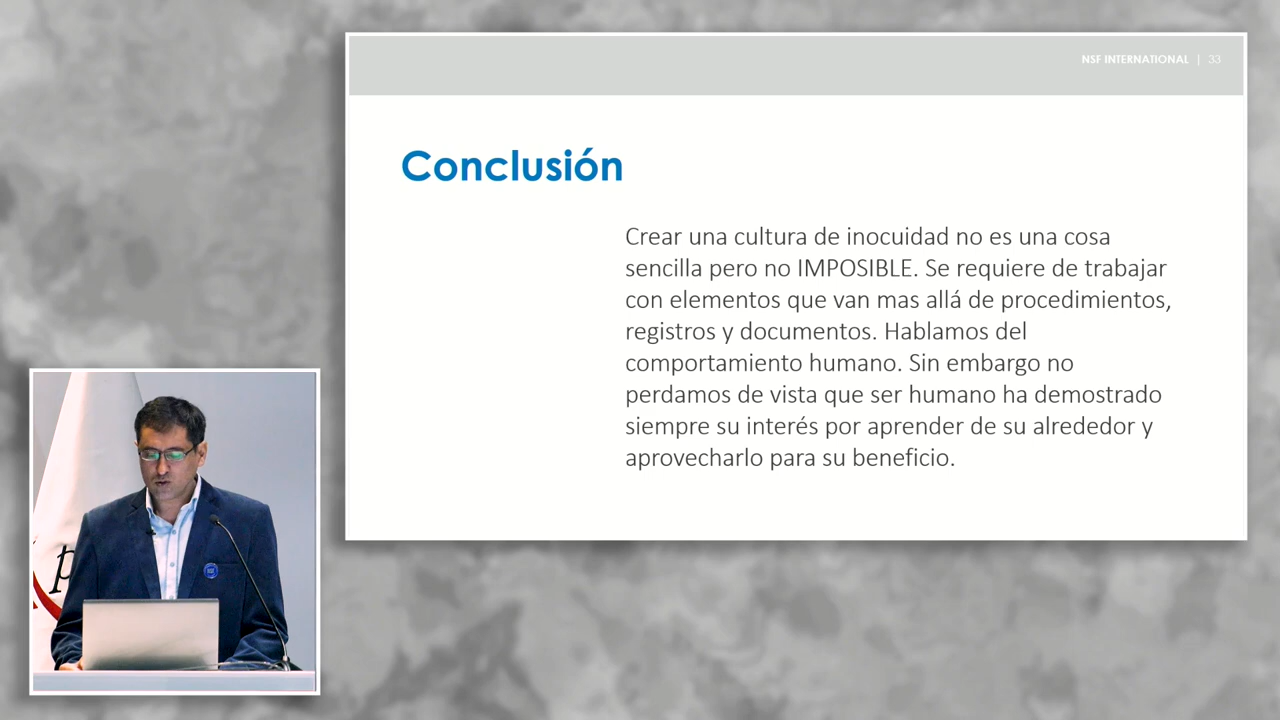 NSF INTERNATIONAL | 33
Conclusión
Crear una cultura de inocuidad no es una cosa
sencilla pero no IMPOSIBLE. Se requiere de trabajar
con elementos que van mas allá de procedimientos,
registros y documentos. Hablamos del
comportamiento humano. Sin embargo no
perdamos de vista que ser humano ha demostrado
siempre su interés por aprender de su alrededor y
aprovecharlo para su beneficio.
NSF